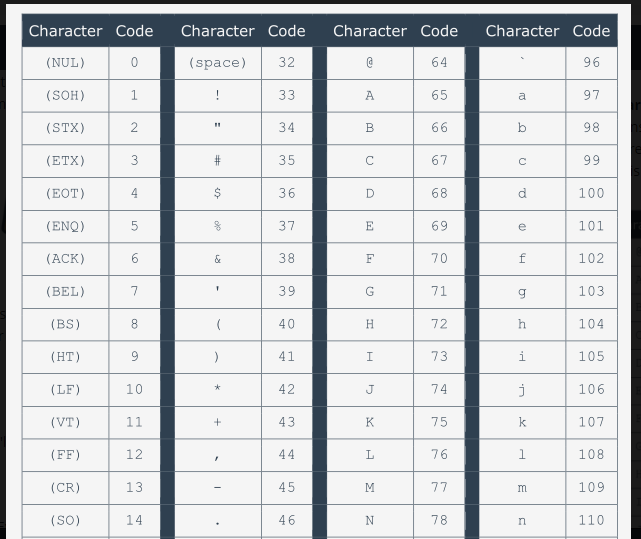 Character Code Character Code Character Code Character Code
(NUL) 0 (space) 32 @ 64 ` 96
(SOH) 1 ! 33 A 65 a 97
(STX) 2 " 34 B 66 b 98
(ETX) 3 # 35 C 67 c 99
(EOT) 4 $ 36 D 68 d 100
(ENQ) 5 % 37 E 69 e 101
(ACK) 6 & 38 F 70 f 102
(BEL) 7 ' 39 G 71 g 103
(BS) 8 ( 40 H 72 h 104
(HT) 9 ) 41 I 73 i 105
(LF) 10 * 42 J 74 j 106
(VT) 11 + 43 K 75 k 107
(FF) 12 , 44 L 76 l 108
(CR) 13 - 45 M 77 m 109
(SO) 14 . 46 N 78 n 110